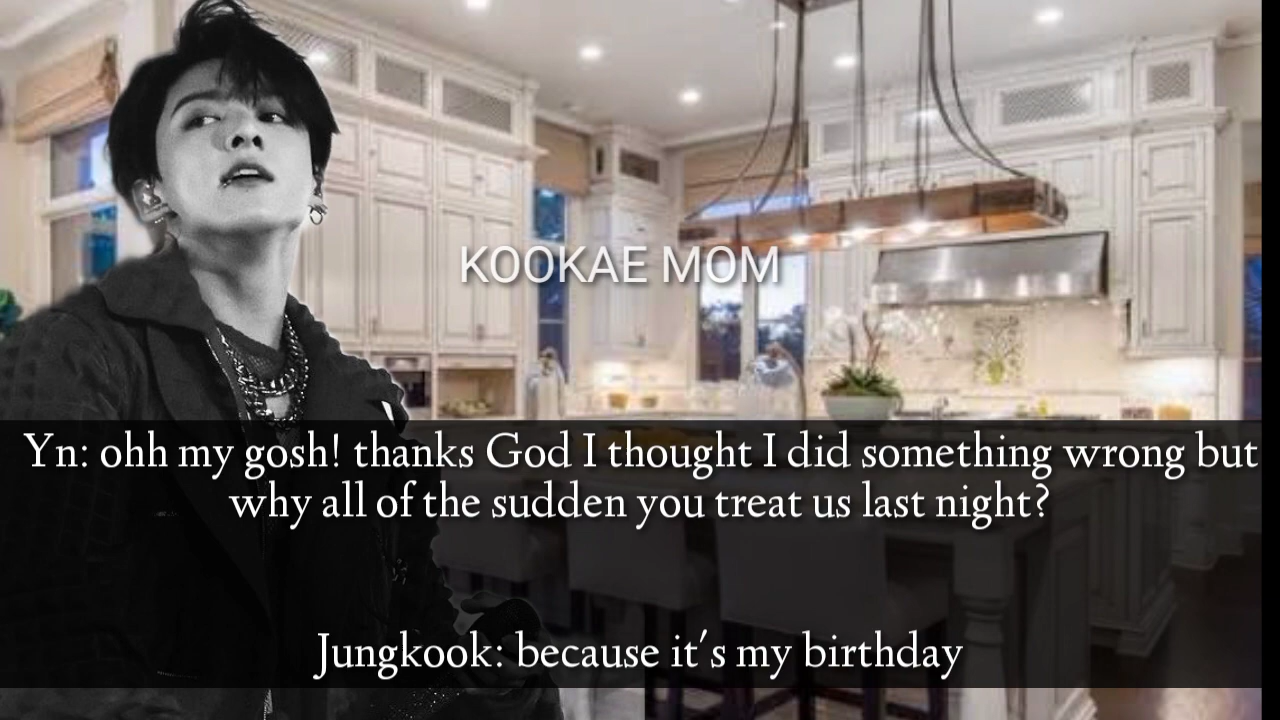 KOOKAE MOM
Yn: ohh my gosh! thanks God I thought I did something wrong but
why all of the sudden you treat us last night?
Jungkook: because it's my birthday